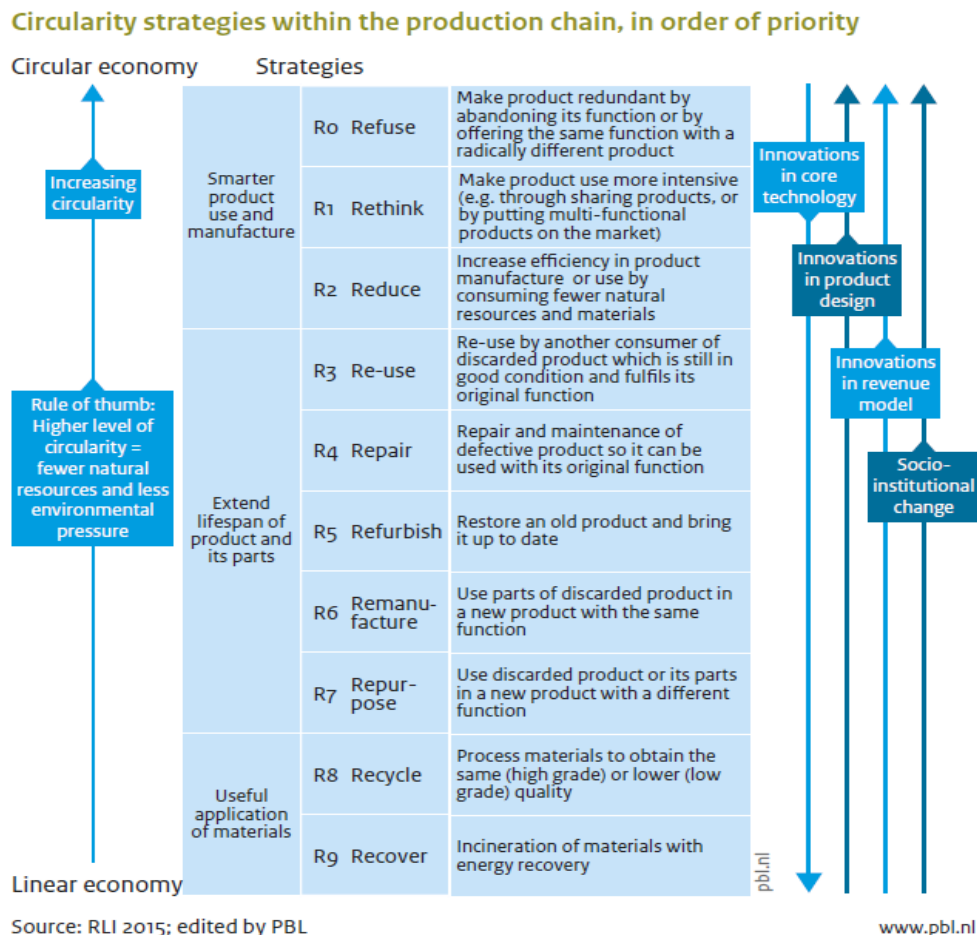 Circularity strategies within the production chain, in order of priority
Circular economy
Strategies
Increasing
circularity
Rule of thumb:
Higher level of
circularity =
fewer natural
resources and less
environmental
pressure
Linear economy
Smarter
product
use and
manufacture
R0 Refuse
Make product redundant by
abandoning its function or by
offering the same function with a
radically different product
R1 Rethink
Make product use more intensive
(e.g. through sharing products, or
by putting multi-functional
products on the market)
R2 Reduce
Increase efficiency in product
manufacture or use by
consuming fewer natural
resources and materials
Extend
lifespan of
product and
its parts
R3 Re-use
Re-use by another consumer of
discarded product which is still in
good condition and fulfils its
original function
R4 Repair
Repair and maintenance of
defective product so it can be
used with its original function
R5 Refurbish
Restore an old product and bring
it up to date
R6 Remanu-
facture
Use parts of discarded product in
a new product with the same
function
R7 Repur-
pose
Use discarded product or its parts
in a new product with a different
function
Useful
application
of materials
R8 Recycle
Process materials to obtain the
same (high grade) or lower (low
grade) quality
R9 Recover
Incineration of materials with
energy recovery
Innovations
in core
technology
Innovations
in product
design
Innovations
in revenue
model
Socio-
institutional
change
pbl.nl
Source: RLI 2015; edited by PBL
www.pbl.nl